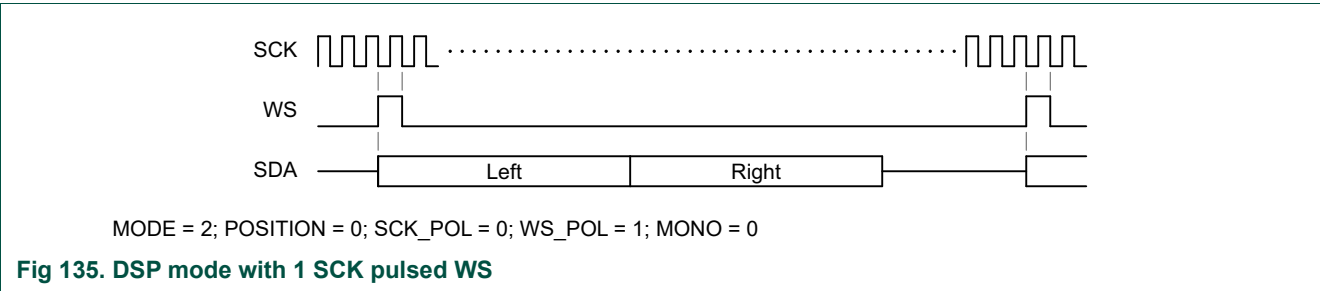 SCK
WS
SDA Left Right
MODE = 2; POSITION = 0; SCK_POL = 0; WS_POL = 1; MONO = 0
Fig 135. DSP mode with 1 SCK pulsed WS